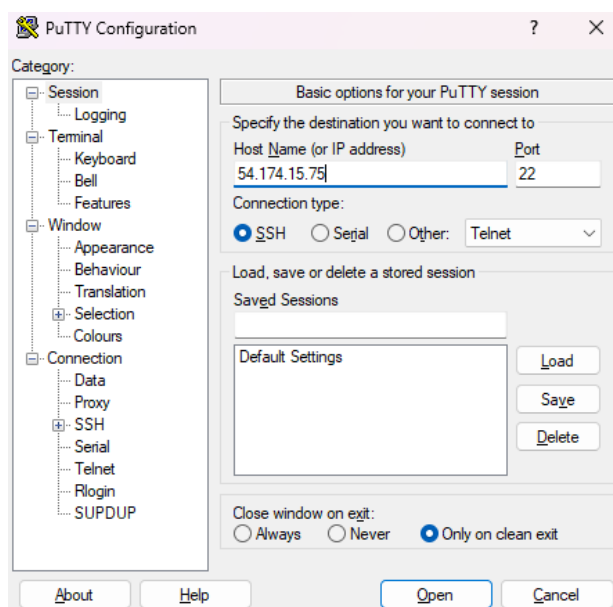 PuTTY Configuration
?
Category:
Session
Logging
Terminal
Keyboard
Bell
Features
Window
Appearance
Behaviour
Translation
Selection
Colours
Connection
Data
Proxy
SSH
Serial
Telnet
Rlogin
SUPDUP
Basic options for your PuTTY session
Specify the destination you want to connect to
Host Name (or IP address) Port
54.174.15.75 22
Connection type:
SSH Serial Other: Telnet
Load, save or delete a stored session
Saved Sessions
Default Settings
Load
Save
Delete
Close window on exit:
Always Never Only on clean exit
About Help Open Cancel